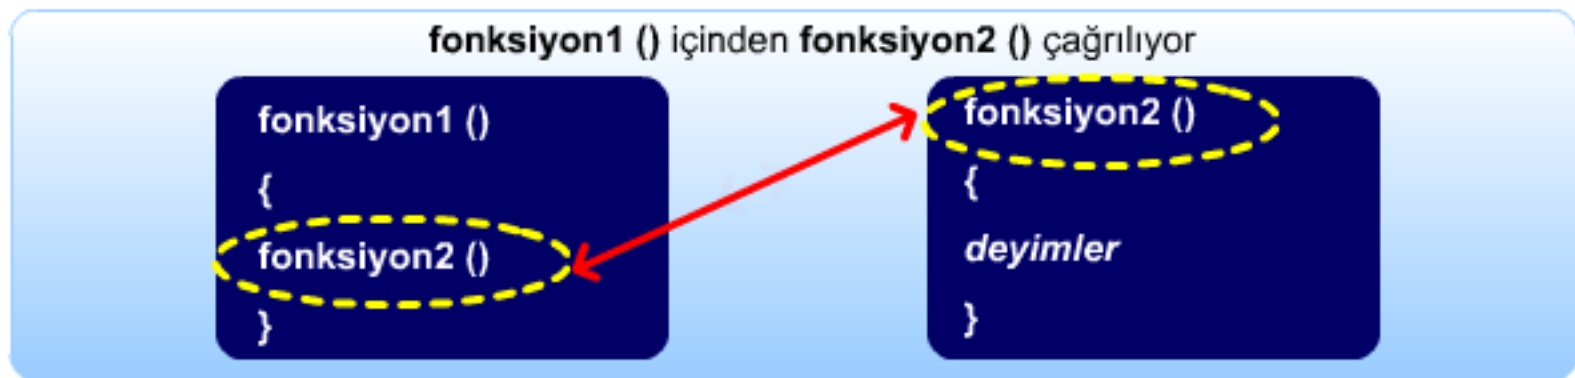 fonksiyon1 () içinden fonksiyon2 () çağrılıyor
fonksiyon1 ()
{
fonksiyon2 ()
}
fonksiyon2 ()
{
deyimler
}